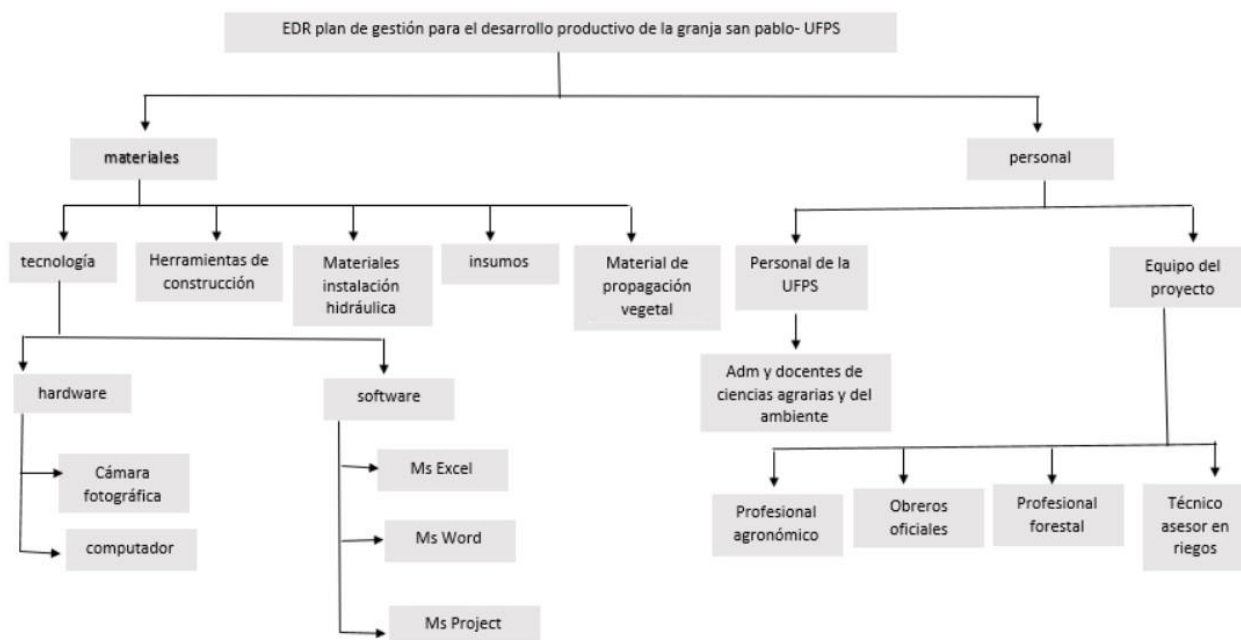 EDR plan de gestión para el desarrollo productivo de la granja san pablo- UFPS
materiales
personal
tecnología
Herramientas de
construcción
Materiales
instalación
hidráulica
insumos
Material de
propagación
vegetal
Personal de la
UFPS
Equipo del
proyecto
hardware
software
Adm y docentes de
ciencias agrarias y del
ambiente
Cámara
fotográfica
computador
Ms Excel
Ms Word
Ms Project
Profesional
agronómico
Obreros
oficiales
Profesional
forestal
Técnico
asesor en
riegos